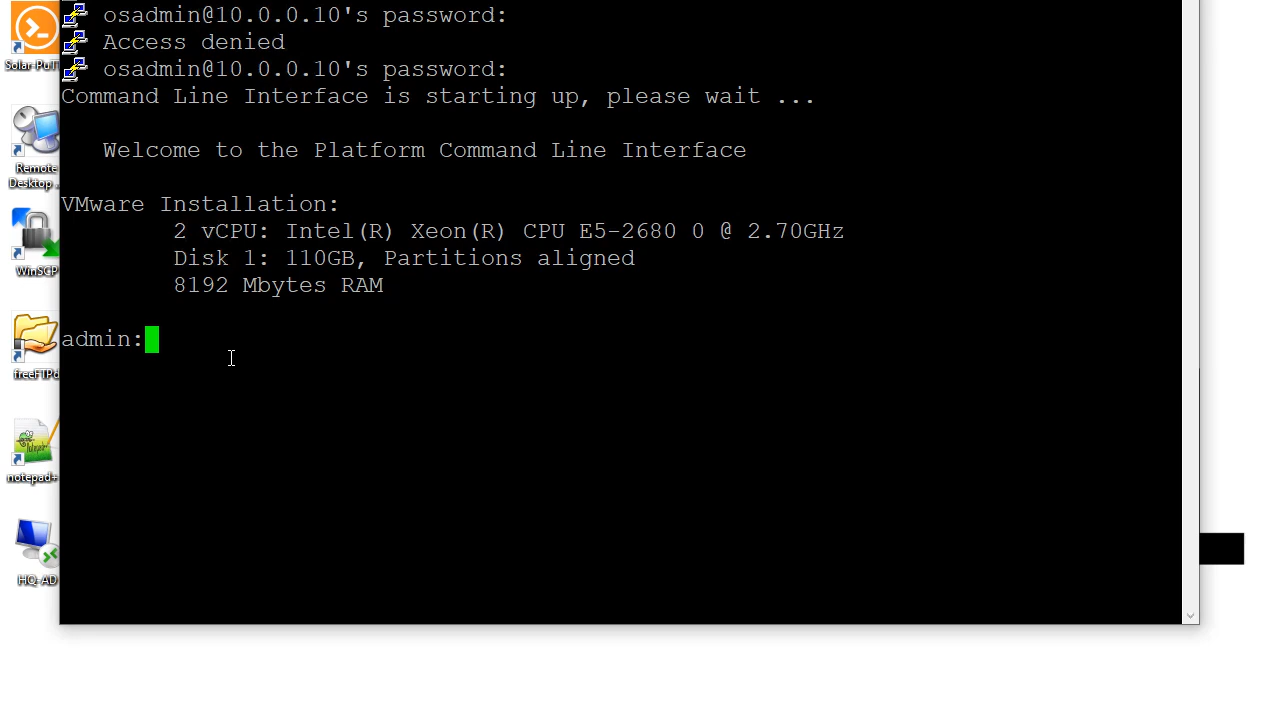 osadmin@10.0.0.10's password:
Access denied
osadmin@10.0.0.10's password:
Command Line Interface is starting up, please wait ...
Welcome to the Platform Command Line Interface
VMware Installation:
2 vCPU: Intel(R) Xeon(R) CPU E5-2680 0 @ 2.70GHz
Disk 1: 110GB, Partitions aligned
8192 Mbytes RAM
admin:
Solar-PuT
Remote
Desktop ...
WinSCP
freeFTPd
notepad+
HQ-AD